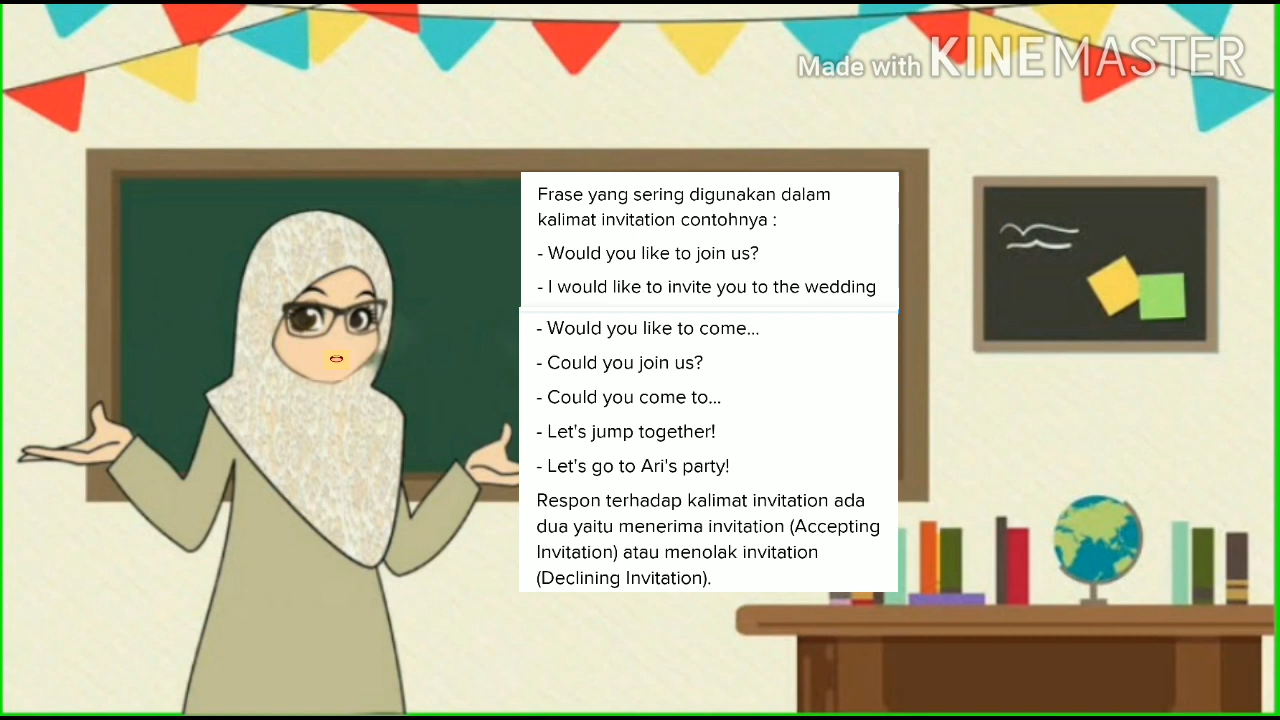 Made with KINEMASTER
Frase yang sering digunakan dalam
kalimat invitation contohnya :
- Would you like to join us?
- I would like to invite you to the wedding
- Would you like to come...
- Could you join us?
- Could you come to...
- Let's jump together!
- Let's go to Ari's party!
Respon terhadap kalimat invitation ada
dua yaitu menerima invitation (Accepting
Invitation) atau menolak invitation
(Declining Invitation).